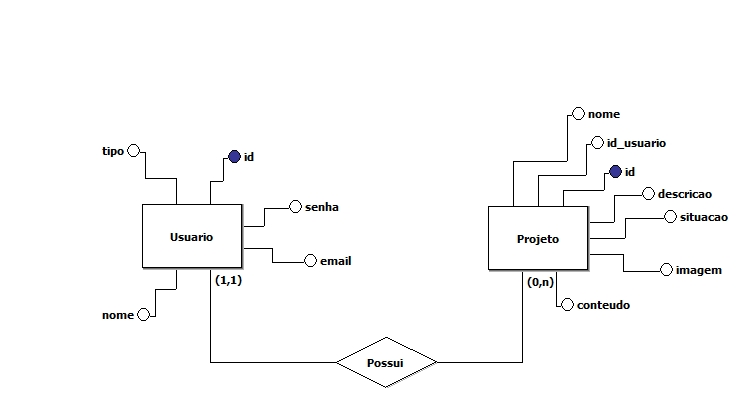 nome
id_usuario
tipo
id
id
descricao
senha
situacao
Usuario
Projeto
email
imagem
(1,1)
(0,n)
nome
conteudo
Possui